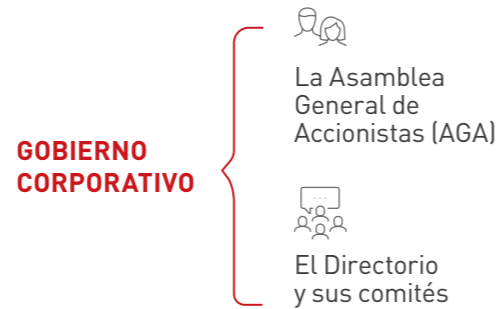 GOBIERNO
CORPORATIVO
La Asamblea
General de
Accionistas (AGA)
El Directorio
y sus comités